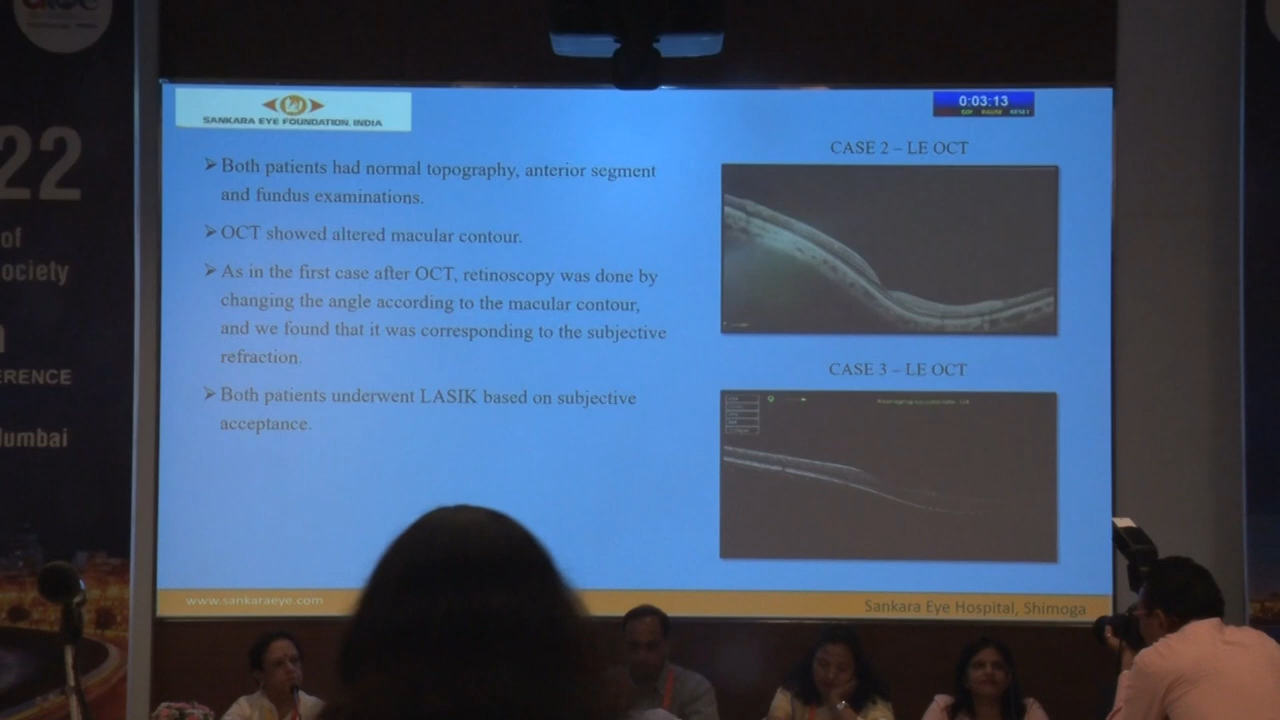 22
of
ociety
ERENCE
umbai
SANKARA EYE FOUNDATION, INDIA
0:03:13
➢ Both patients had normal topography, anterior segment
and fundus examinations.
➢ OCT showed altered macular contour.
➢ As in the first case after OCT, retinoscopy was done by
changing the angle according to the macular contour,
and we found that it was corresponding to the subjective
refraction.
➢ Both patients underwent LASIK based on subjective
acceptance.
CASE 2 – LE OCT
CASE 3 – LE OCT
www.sankaraeye.com
Sankara Eye Hospital, Shimoga